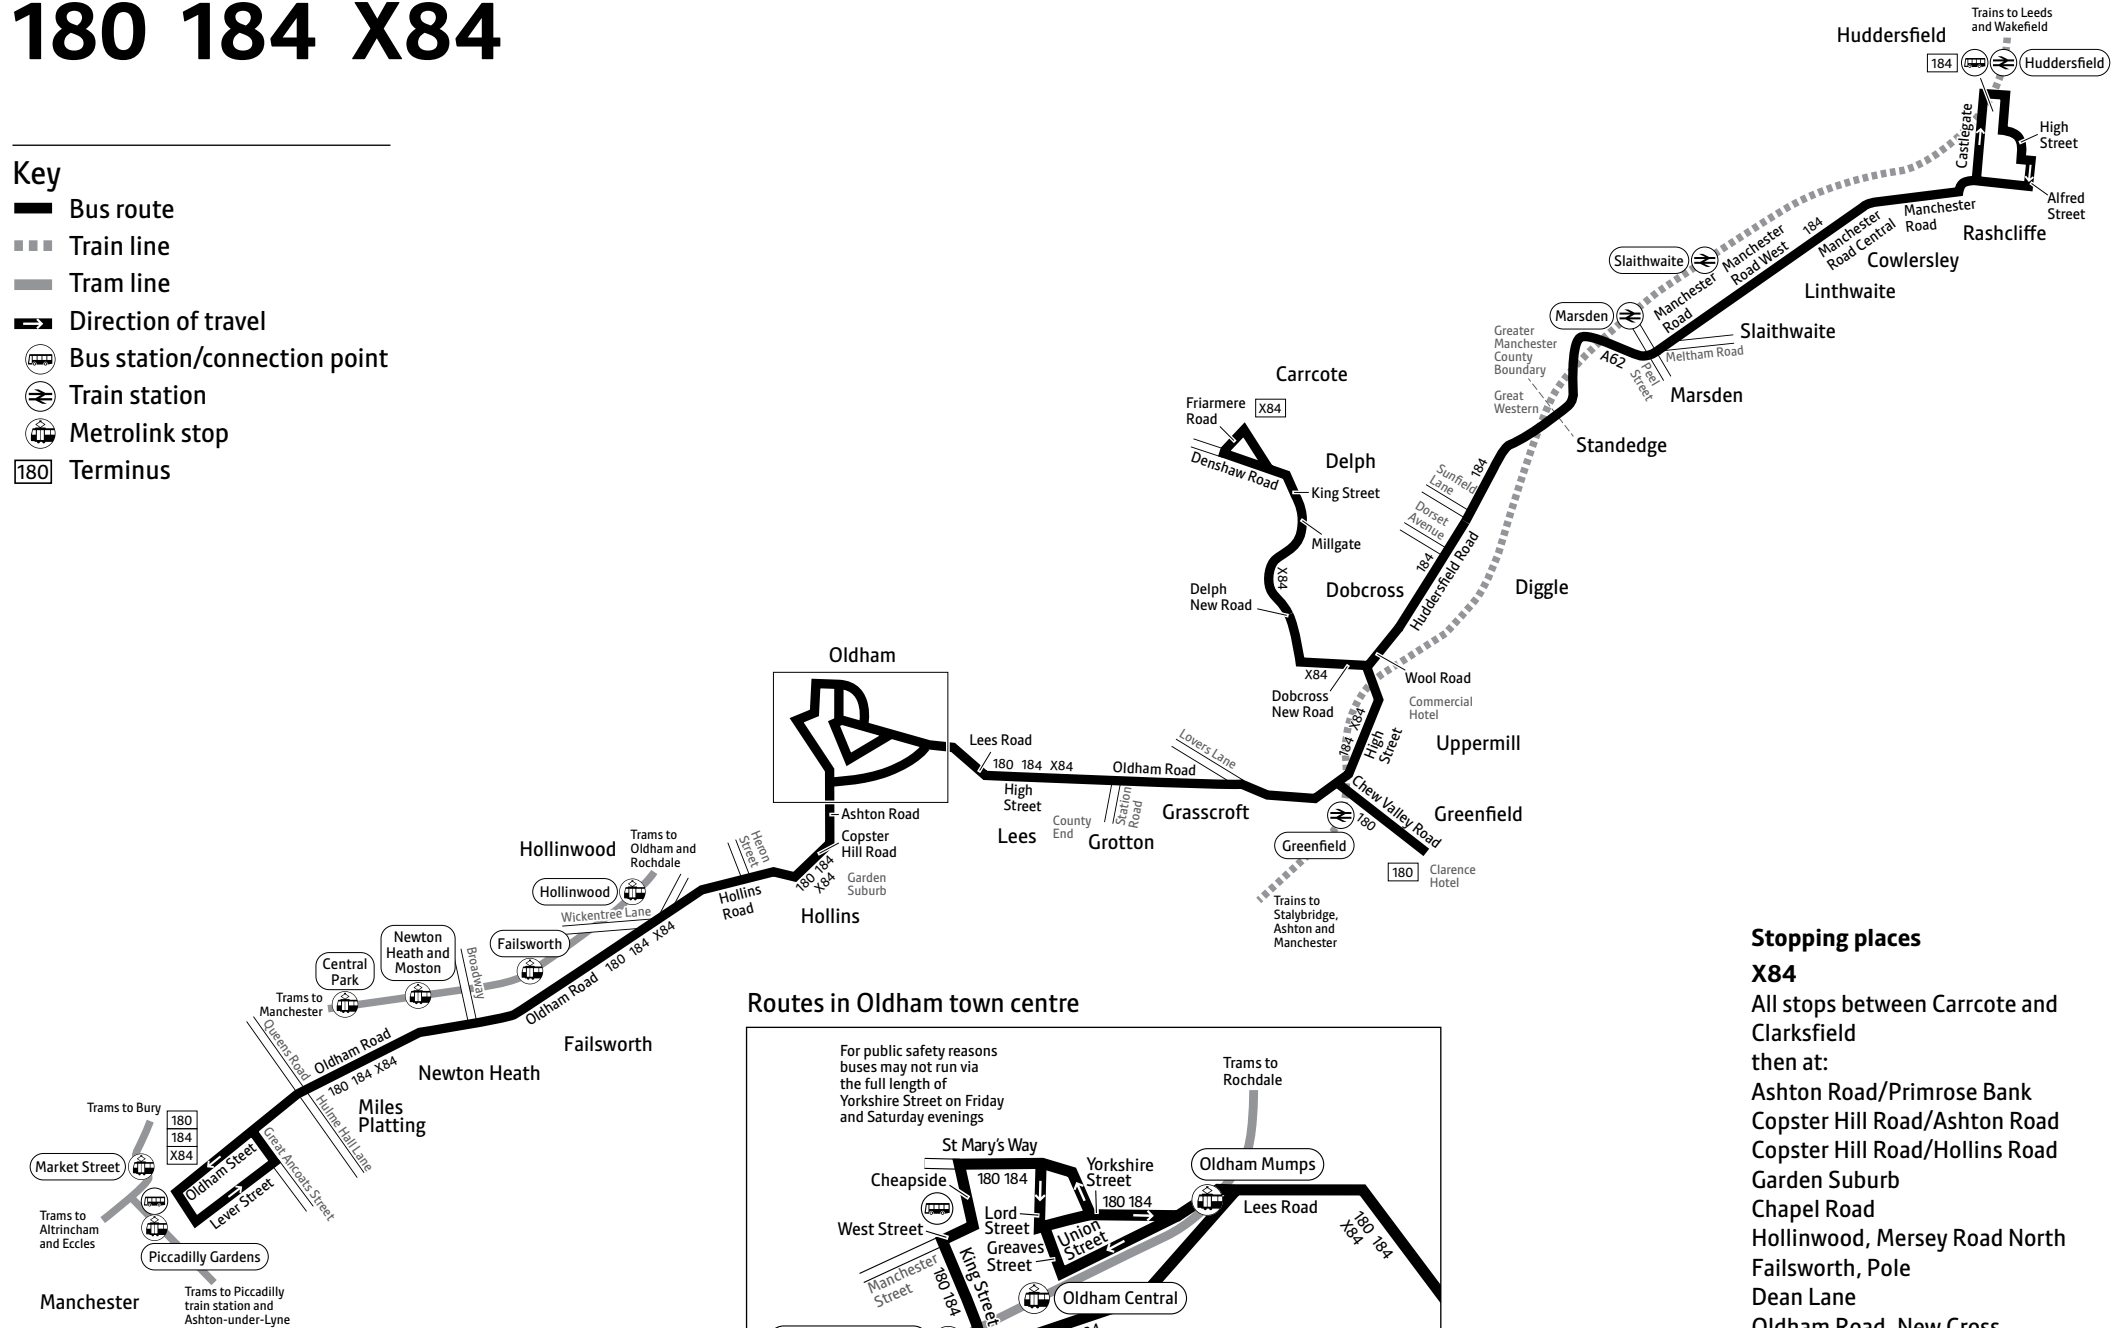 180 184 X84
Key
Bus route
Train line
Tram line
Direction of travel
Bus station/connection point
Train station
Metrolink stop
180 Terminus
Trains to Leeds
and Wakefield
Huddersfield
184
Huddersfield
Castlegate
High
Street
Alfred
Street
Manchester
Road
Rashcliffe
Manchester
Road Central
Cowlersley
184
Manchester
Road West
Linthwaite
Slaithwaite
Manchester
Road
Slaithwaite
Meltham Road
Marsden
A62
Peel
Street
Marsden
Greater
Manchester
County
Boundary
Great
Western
Standedge
Carrcote
Friarmere
Road
X84
Denshaw Road
Delph
King Street
Millgate
X84
Delph
New Road
Dobcross
Sunfield
Lane
184
Dorset
Avenue
184
Huddersfield Road
Diggle
X84
Dobcross
New Road
Wool Road
Commercial
Hotel
184 X84
High
Street
Uppermill
Chew Valley Road
180
Greenfield
Greenfield
180
Clarence
Hotel
Trains to
Stalybridge,
Ashton and
Manchester
Oldham
Lees Road
180 184 X84
High
Street
Lees
County
End
Station
Road
Grotton
Oldham Road
Lovers Lane
Grasscroft
Ashton Road
Copster
Hill Road
180 184
X84
Garden
Suburb
Hollins
Heron
Street
Hollins
Road
Hollinwood
Trams to
Oldham and
Rochdale
Hollinwood
Wickentree Lane
Failsworth
180 184 X84
Oldham Road
Newton
Heath and
Moston
Broadway
Central
Park
Trams to
Manchester
Failsworth
Newton Heath
Queens Road
Oldham Road
180 184 X84
Hulme Hall Lane
Miles
Platting
Great Ancoats Street
Trams to Bury
180
184
X84
Market Street
Oldham Steet
Lever Street
Trams to
Altrincham
and Eccles
Piccadilly Gardens
Manchester
Trams to Piccadilly
train station and
Ashton-under-Lyne
Routes in Oldham town centre
For public safety reasons
buses may not run via
the full length of
Yorkshire Street on Friday
and Saturday evenings
Trams to
Rochdale
St Mary's Way
Cheapside
180 184
Yorkshire
Street
180 184
Oldham Mumps
Lees Road
West Street
Lord
Street
Greaves
Street
Union
Street
Manchester
Street
King Street
180 184
Oldham Central
180 184
X84
Stopping places
X84
All stops between Carrcote and
Clarksfield
then at:
Ashton Road/Primrose Bank
Copster Hill Road/Ashton Road
Copster Hill Road/Hollins Road
Garden Suburb
Chapel Road
Hollinwood, Mersey Road North
Failsworth, Pole
Dean Lane
Oldham Road, New Cross